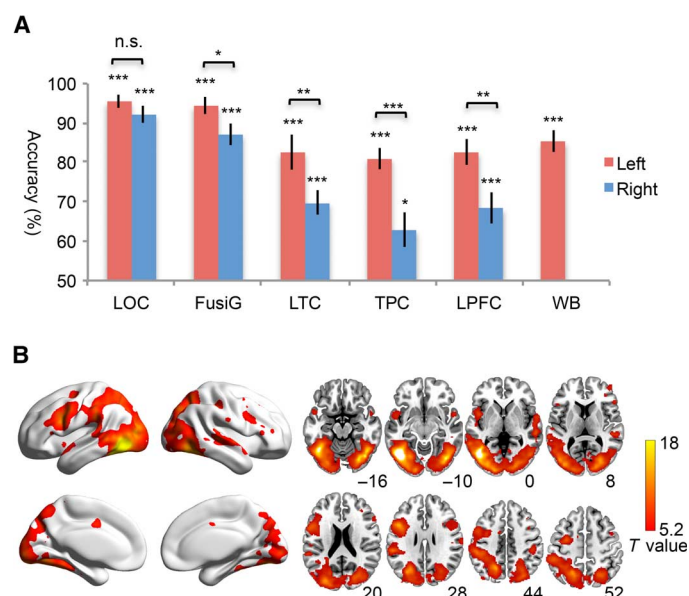 A
n.s.
*
*** *** *** ** *** **
*** *** *** *** ***
*** * ***
100
90
80
70
60
50
Accuracy (%)
Left
Right
LOC FusiG LTC TPC LPFC WB
B
−16 −10 0 8
20 28 44 52
18
5.2
T value